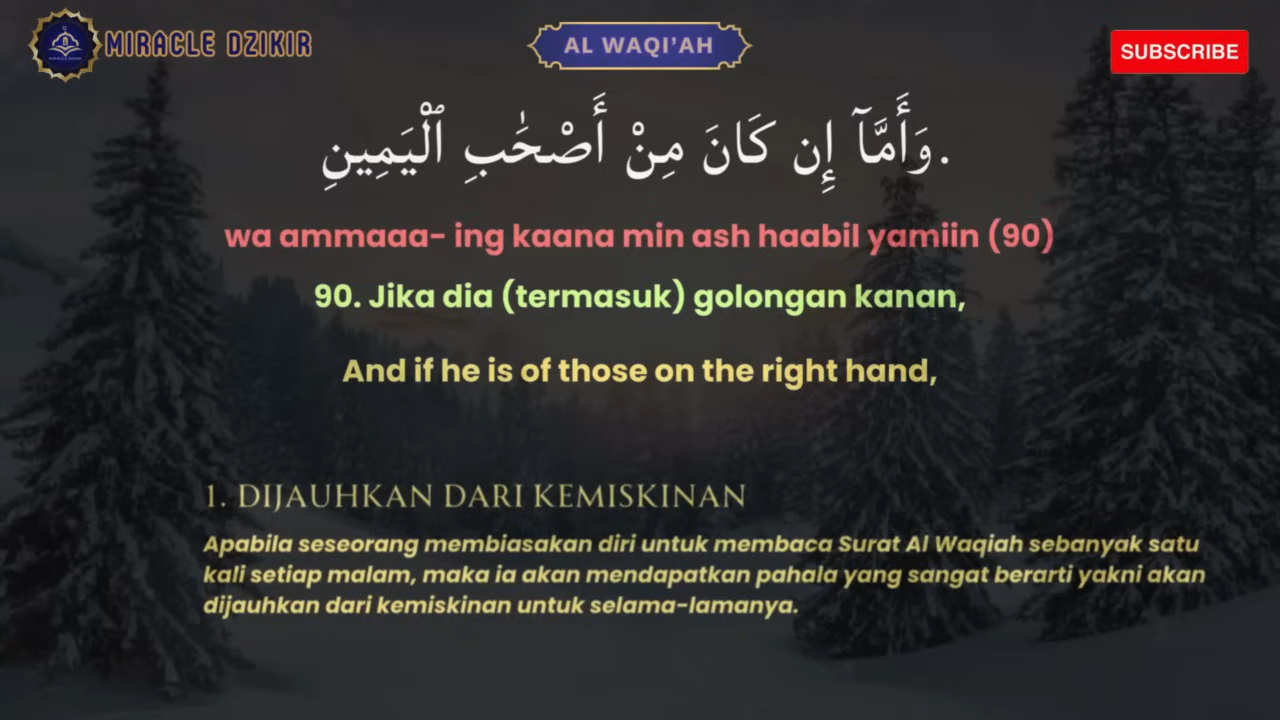 MIRACLE DZIKIR
AL WAQI'AH
SUBSCRIBE
وَأَمَّآ إِن كَانَ مِنْ أَصْحَٰبِ ٱلْيَمِينِ.
wa ammaaa- ing kaana min ash haabil yamiin (90)
90. Jika dia (termasuk) golongan kanan,
And if he is of those on the right hand,
1. DIJAUHKAN DARI KEMISKINAN
Apabila seseorang membiasakan diri untuk membaca Surat Al Waqiah sebanyak satu
kali setiap malam, maka ia akan mendapatkan pahala yang sangat berarti yakni akan
dijauhkan dari kemiskinan untuk selama-lamanya.